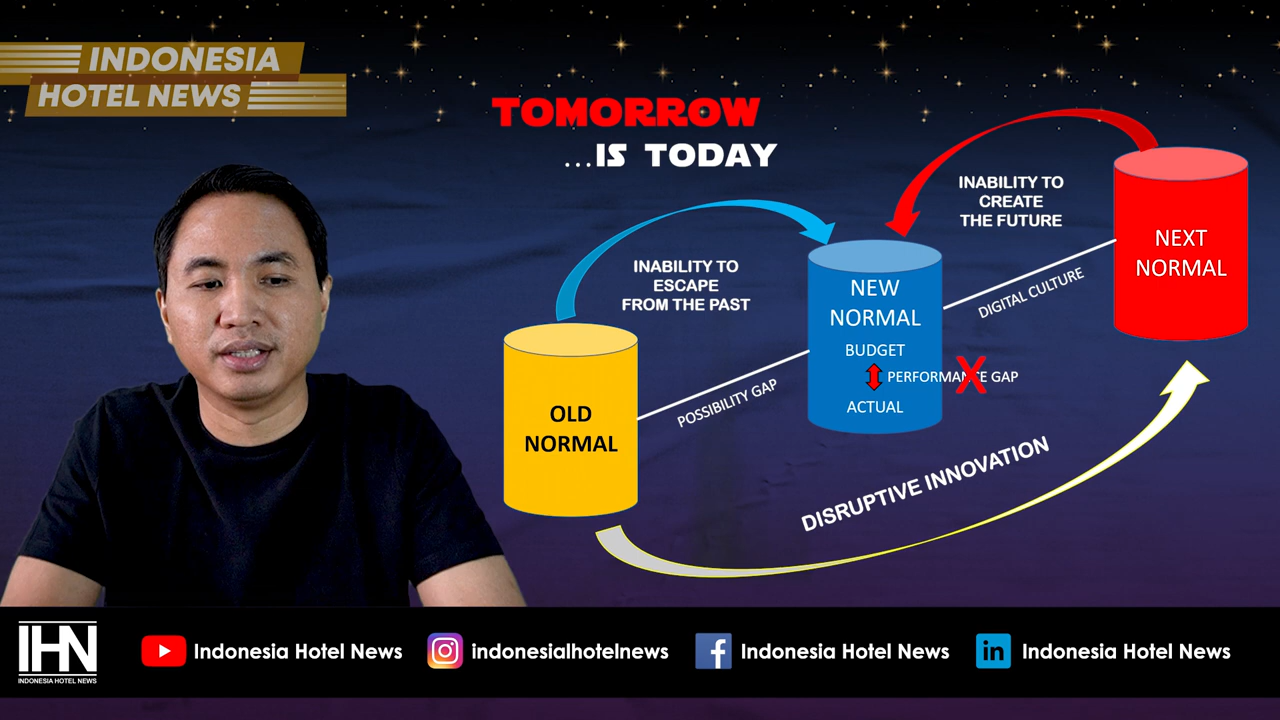 INDONESIA
HOTEL NEWS
TOMORROW
...IS TODAY
INABILITY TO
CREATE
THE FUTURE
NEXT
NORMAL
INABILITY TO
ESCAPE
FROM THE PAST
NEW
NORMAL
BUDGET
PERFORMANCE GAP
ACTUAL
X
DIGITAL CULTURE
POSSIBILITY GAP
OLD
NORMAL
DISRUPTIVE INNOVATION
IHN
INDONESIA HOTEL NEWS
Indonesia Hotel News
indonesialhotelnews
f
Indonesia Hotel News
in
Indonesia Hotel News